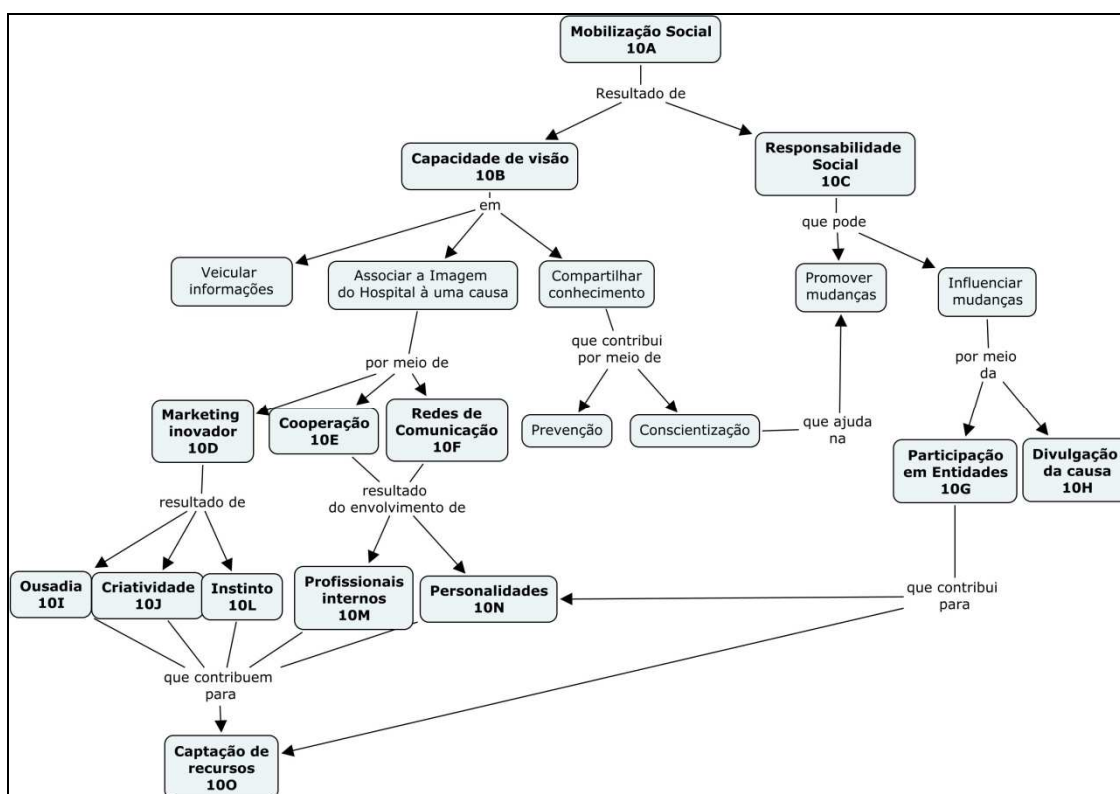 Mobilização Social
10A
Resultado de
Capacidade de visão
10B
Responsabilidade
Social
10C
em
que pode
Veicular
informações
Associar a Imagem
do Hospital à uma causa
Compartilhar
conhecimento
Promover
mudanças
Influenciar
mudanças
por meio de
que contribui
por meio de
por meio
da
Marketing
inovador
10D
Cooperação
10E
Redes de
Comunicação
10F
Prevenção
Conscientização
que ajuda
na
Participação
em Entidades
10G
Divulgação
da causa
10H
resultado de
resultado
do envolvimento de
Ousadia
10I
Criatividade
10J
Instinto
10L
Profissionais
internos
10M
Personalidades
10N
que contribui
para
que contribuem
para
Captação de
recursos
10O